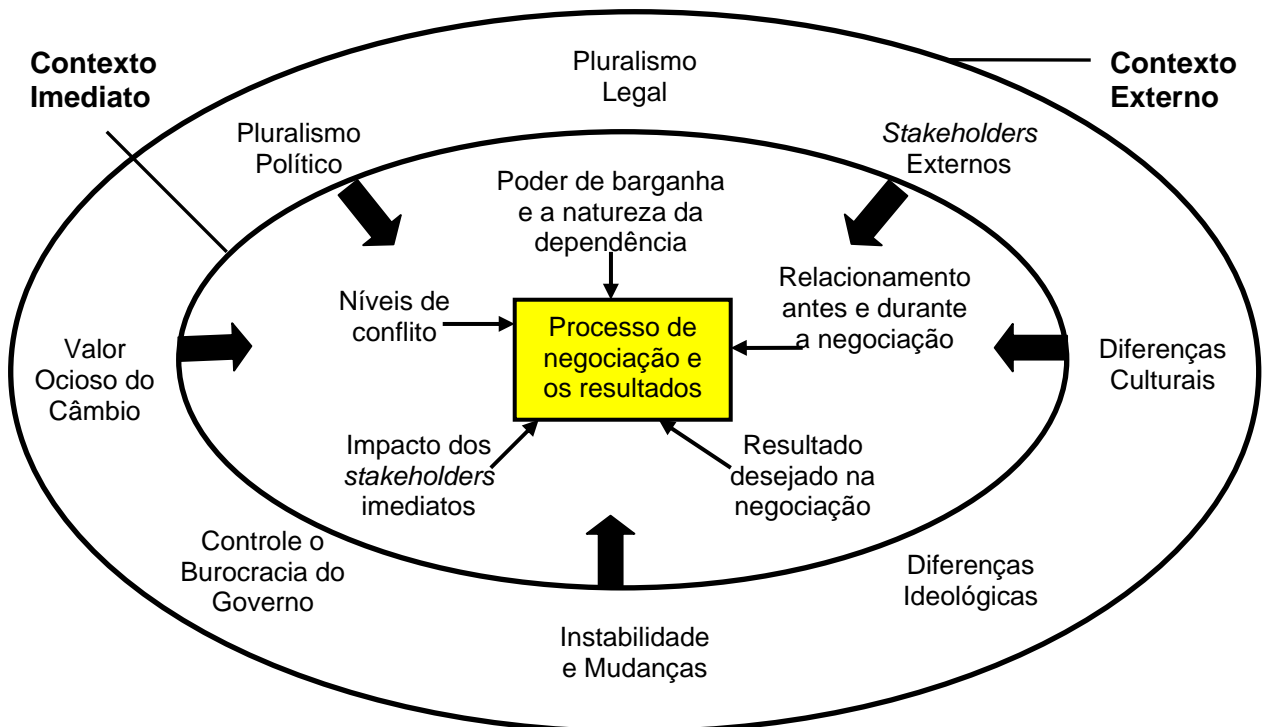 Contexto
Imediato
Pluralismo
Legal
Contexto
Externo
Pluralismo
Político
Stakeholders
Externos
Poder de barganha
e a natureza da
dependência
Níveis de
conflito
Relacionamento
antes e durante
a negociação
Processo de
negociação e
os resultados
Valor
Ocioso do
Câmbio
Diferenças
Culturais
Impacto dos
stakeholders
imediatos
Resultado
desejado na
negociação
Controle o
Burocracia do
Governo
Diferenças
Ideológicas
Instabilidade
e Mudanças